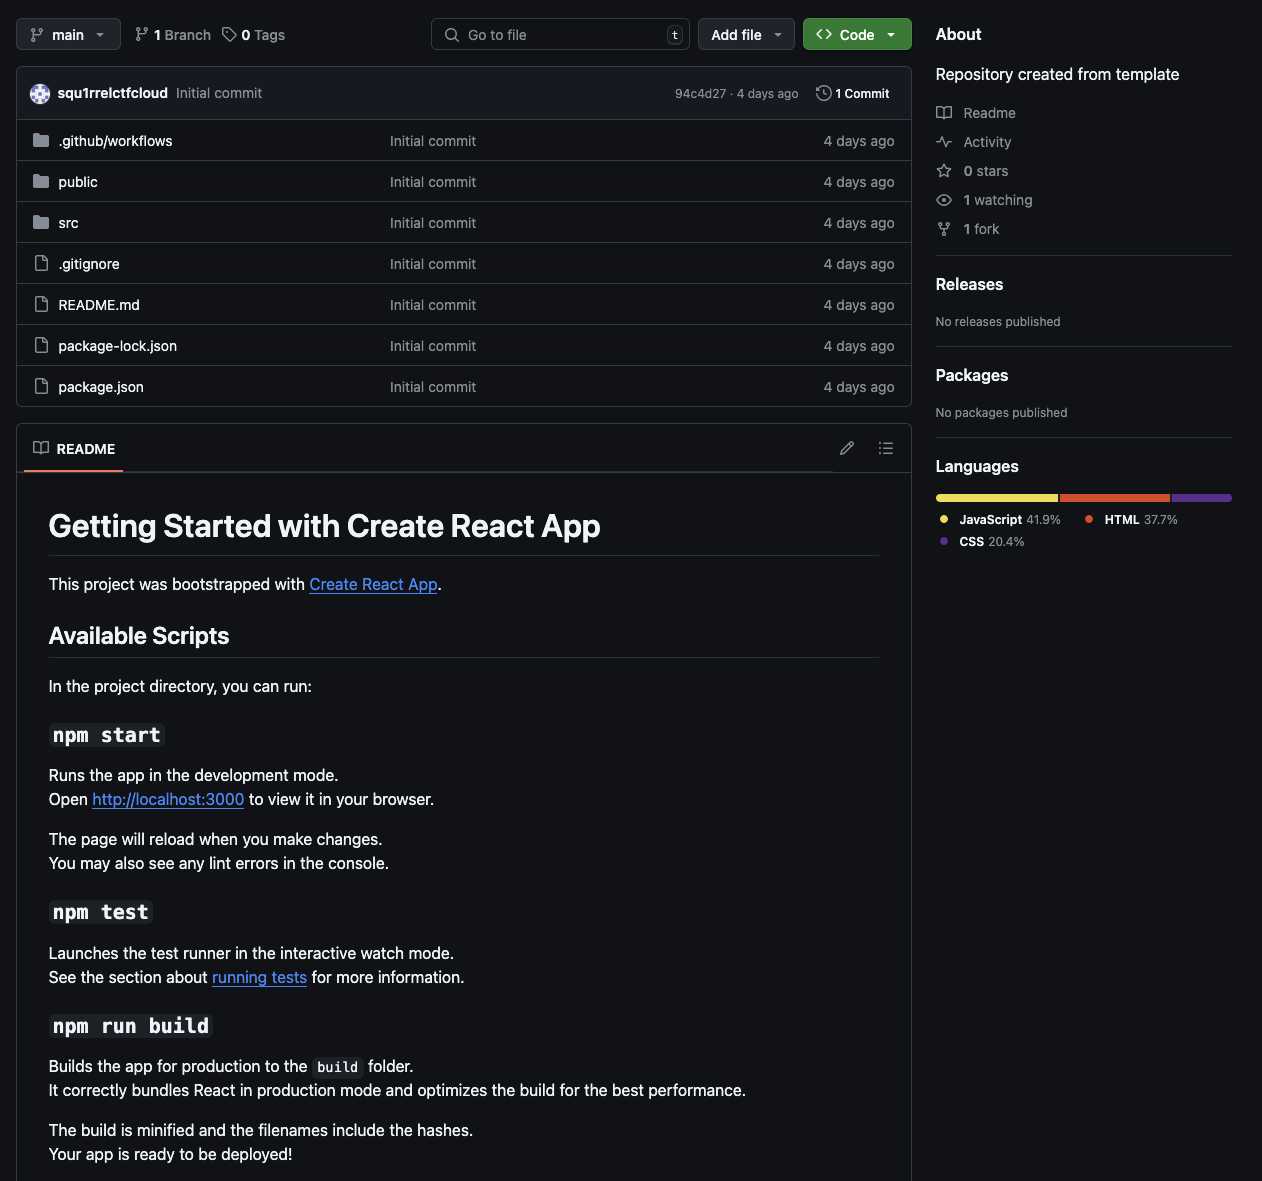 main
1 Branch
0 Tags
Go to file
t
Add file
Code
squ1rrelctfcloud Initial commit
94c4d27 · 4 days ago
1 Commit
.github/workflows Initial commit 4 days ago
public Initial commit 4 days ago
src Initial commit 4 days ago
.gitignore Initial commit 4 days ago
README.md Initial commit 4 days ago
package-lock.json Initial commit 4 days ago
package.json Initial commit 4 days ago
README
Getting Started with Create React App
This project was bootstrapped with Create React App.
Available Scripts
In the project directory, you can run:
npm start
Runs the app in the development mode.
Open http://localhost:3000 to view it in your browser.
The page will reload when you make changes.
You may also see any lint errors in the console.
npm test
Launches the test runner in the interactive watch mode.
See the section about running tests for more information.
npm run build
Builds the app for production to the build folder.
It correctly bundles React in production mode and optimizes the build for the best performance.
The build is minified and the filenames include the hashes.
Your app is ready to be deployed!
About
Repository created from template
Readme
Activity
0 stars
1 watching
1 fork
Releases
No releases published
Packages
No packages published
Languages
JavaScript 41.9% HTML 37.7%
CSS 20.4%